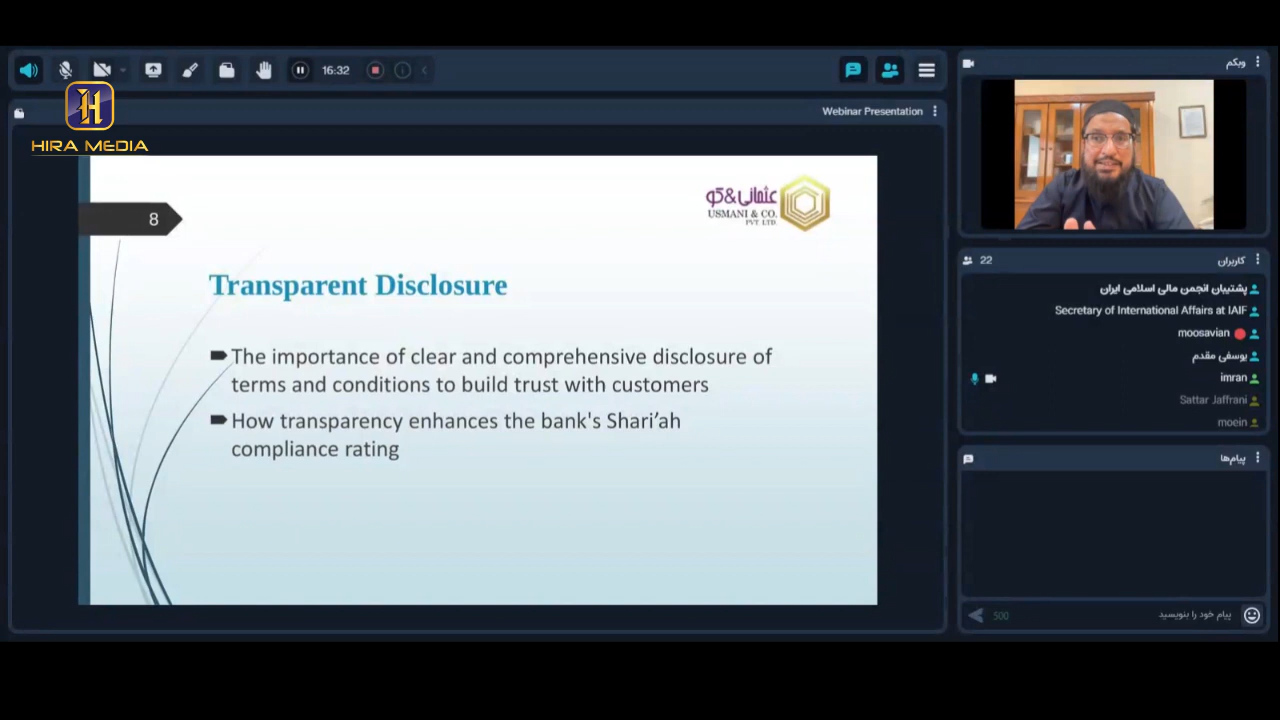 16:32
HIRA MEDIA
Webinar Presentation
8
عثمانی&کو
USMANI & CO.
PVT. LTD.
Transparent Disclosure
The importance of clear and comprehensive disclosure of
terms and conditions to build trust with customers
How transparency enhances the bank's Shari’ah
compliance rating
وبکم
کاربران
22
پشتیبان انجمن مالی اسلامی ایران
Secretary of International Affairs at IAIF
moosavian
یوسفی مقدم
imran
Sattar Jaffrani
moein
پیام‌ها
پیام خود را بنویسید
500